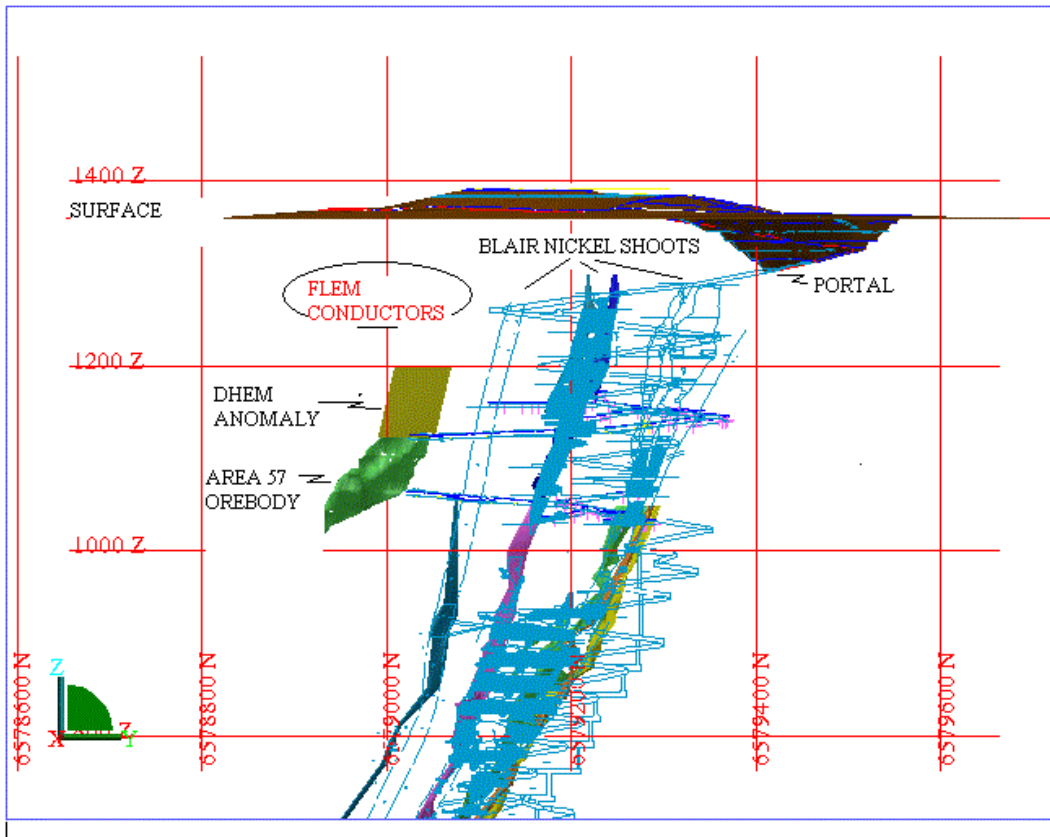 1400 Z
SURFACE
BLAIR NICKEL SHOOTS
FLEM
CONDUCTORS
PORTAL
1200 Z
DHEM
ANOMALY
AREA 57
OREBODY
1000 Z
6578600 N
6578800 N
6579000 N
6579200 N
6579400 N
6579600 N
Z
X
Y